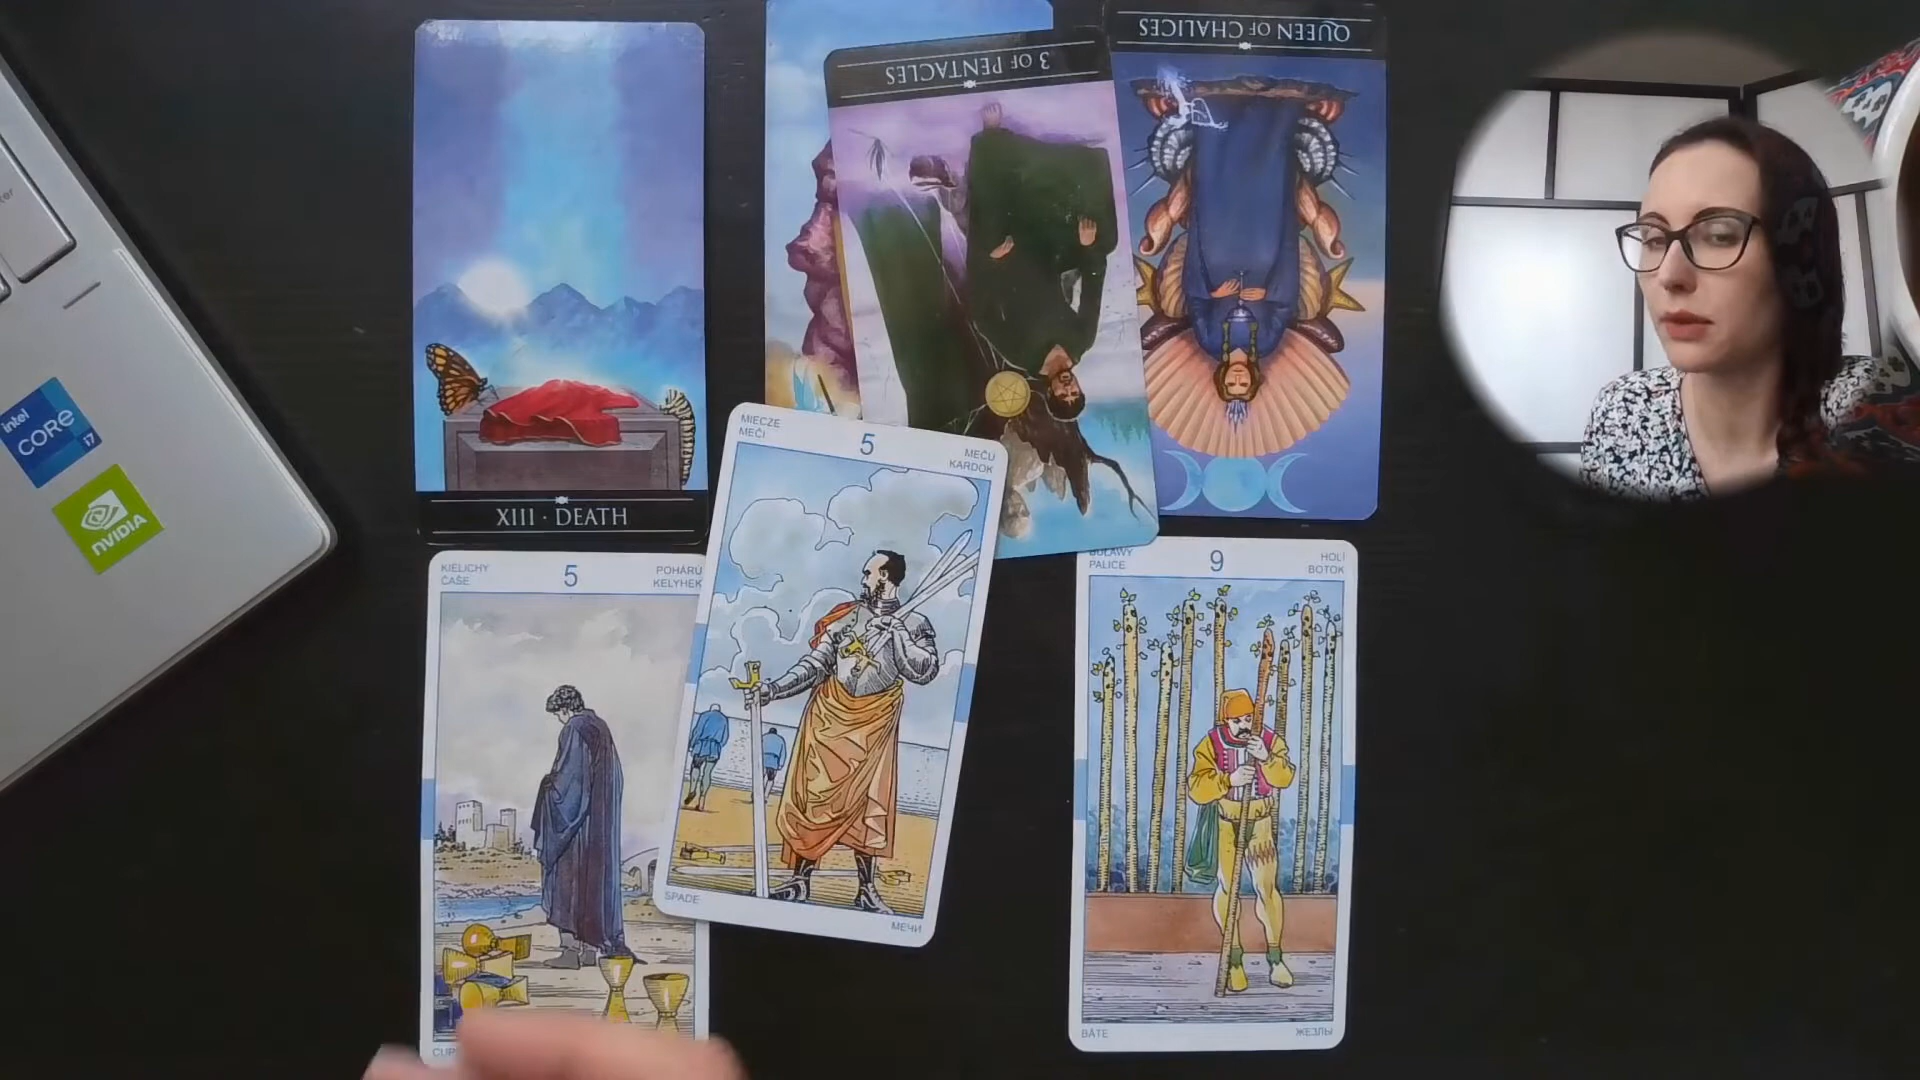 QUEEN OF CHALICES
3 OF PENTACLES
XIII · DEATH
intel
CORE
i7
NVIDIA
MIECZE
MEČI
5
MEČŮ
KARDOK
SPADE
МЕЧИ
KIELICHY
ČAŠE
5
POHÁRŮ
KELYHEK
CUP
BUŁAWY
PALICE
9
HOLÍ
BOTOK
BÂTE
ЖЕЗЛЫ